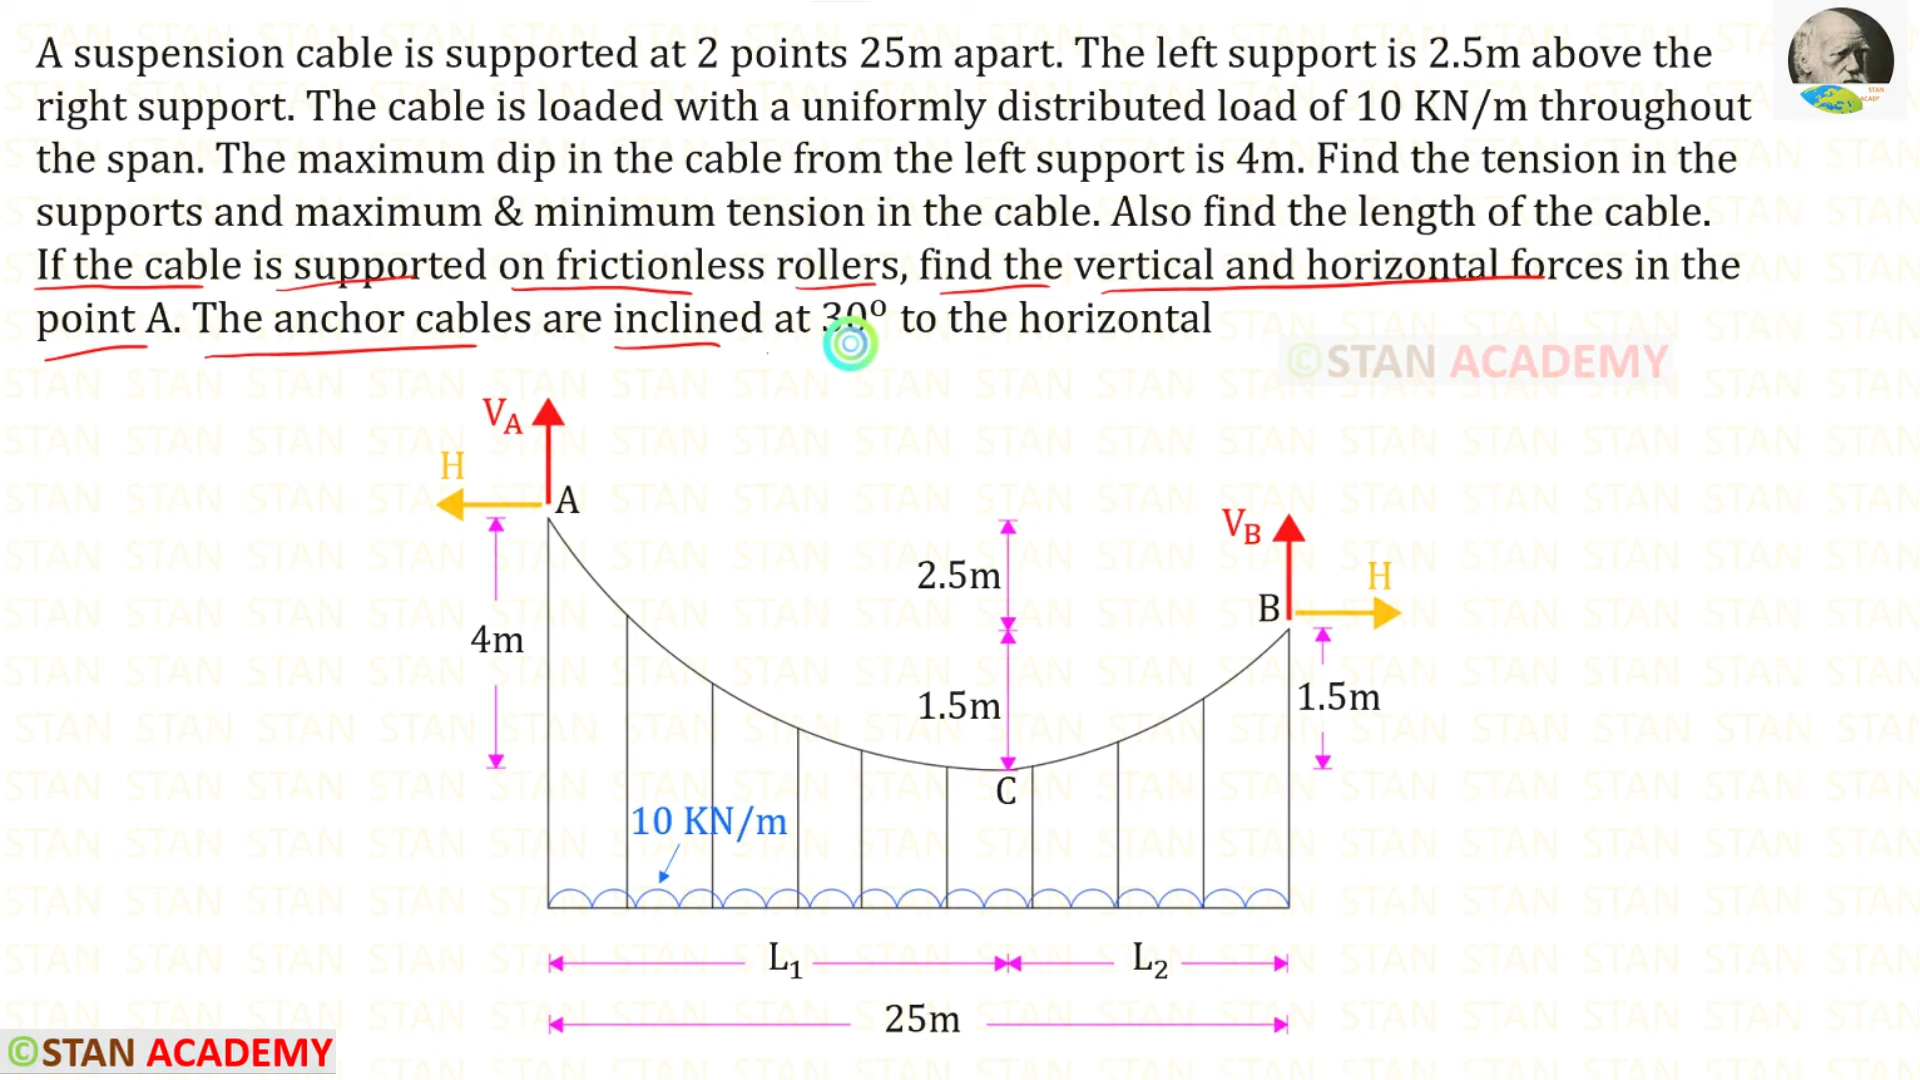 A suspension cable is supported at 2 points 25m apart. The left support is 2.5m above the
right support. The cable is loaded with a uniformly distributed load of 10 KN/m throughout
the span. The maximum dip in the cable from the left support is 4m. Find the tension in the
supports and maximum & minimum tension in the cable. Also find the length of the cable.
If the cable is supported on frictionless rollers, find the vertical and horizontal forces in the
point A. The anchor cables are inclined at 30° to the horizontal
©STAN ACADEMY
V_A
H
A
2.5m
V_B
H
B
4m
1.5m
1.5m
C
10 KN/m
L₁
L₂
25m
©STAN ACADEMY